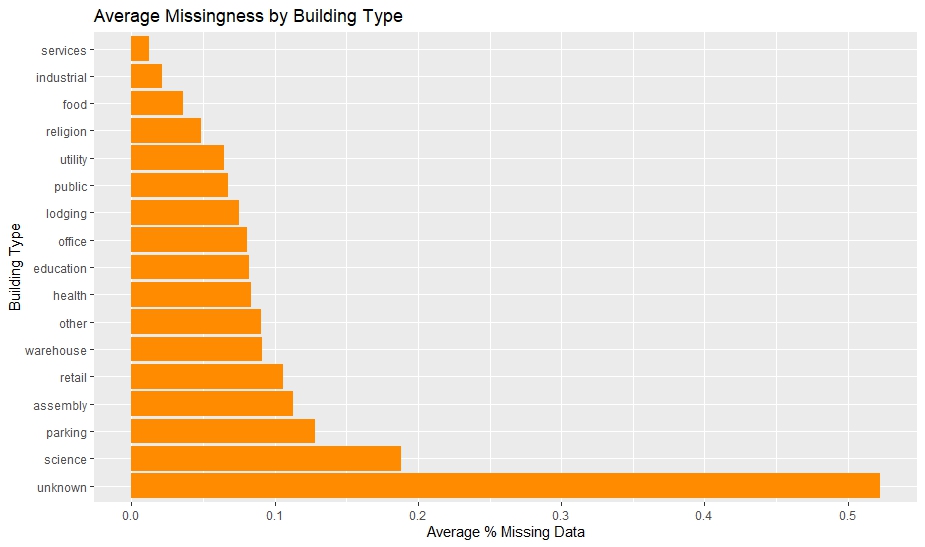 Average Missingness by Building Type
services
industrial
food
religion
utility
public
lodging
office
education
health
other
warehouse
retail
assembly
parking
science
unknown
Building Type
0.0 0.1 0.2 0.3 0.4 0.5
Average % Missing Data